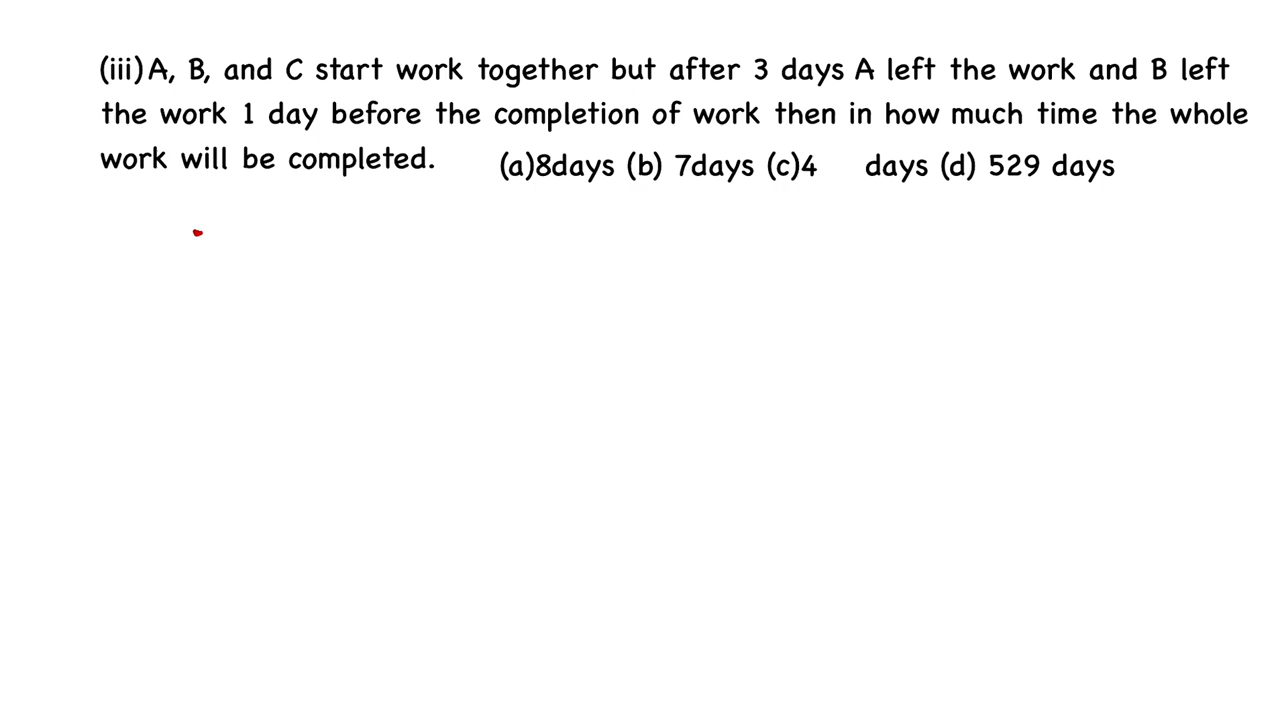 (iii) A, B, and C start work together but after 3 days A left the work and B left
the work 1 day before the completion of work then in how much time the whole
work will be completed. (a)8days (b) 7days (c)4 days (d) 529 days